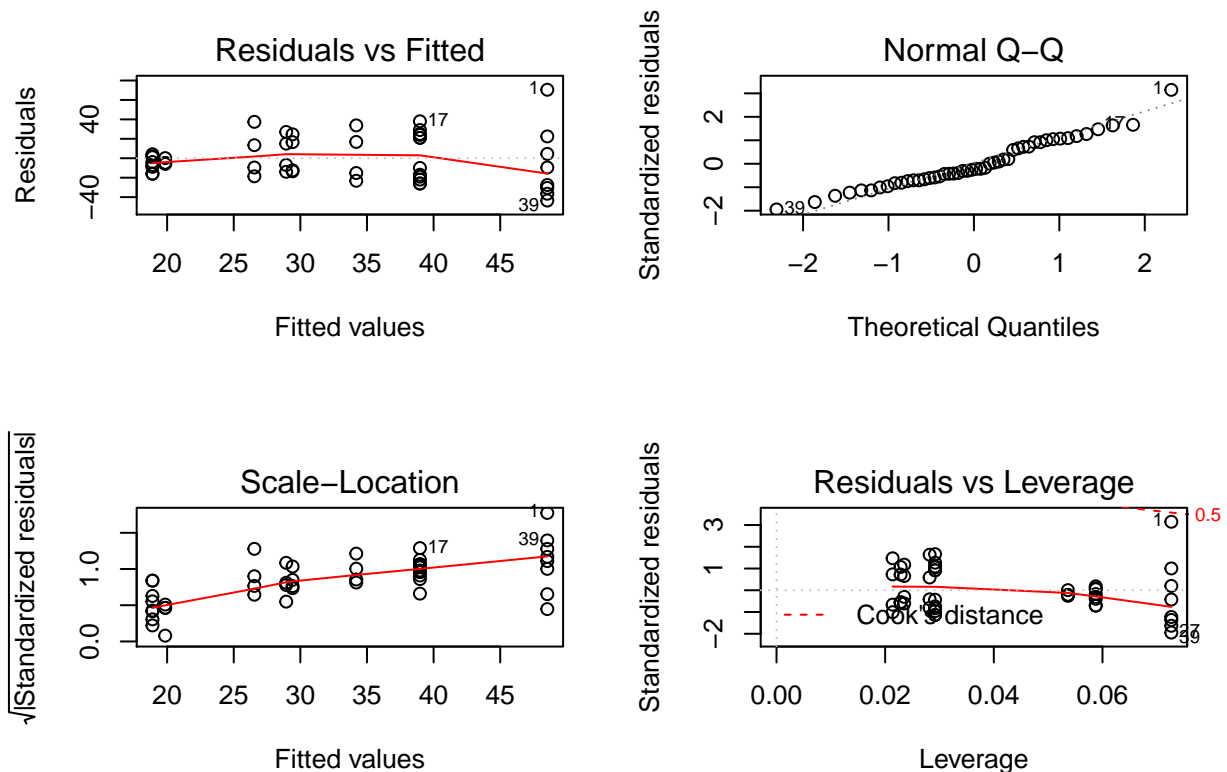 Residuals vs Fitted
Residuals
40
−40
1
17
39
20 25 30 35 40 45
Fitted values
Normal Q−Q
Standardized residuals
2
0
−2
1
17
39
−2 −1 0 1 2
Theoretical Quantiles
Scale−Location
√|Standardized residuals|
1.0
0.0
1
39
17
20 25 30 35 40 45
Fitted values
Residuals vs Leverage
Standardized residuals
3
1
−2
1
0.5
Cook's distance
27
39
0.00 0.02 0.04 0.06
Leverage